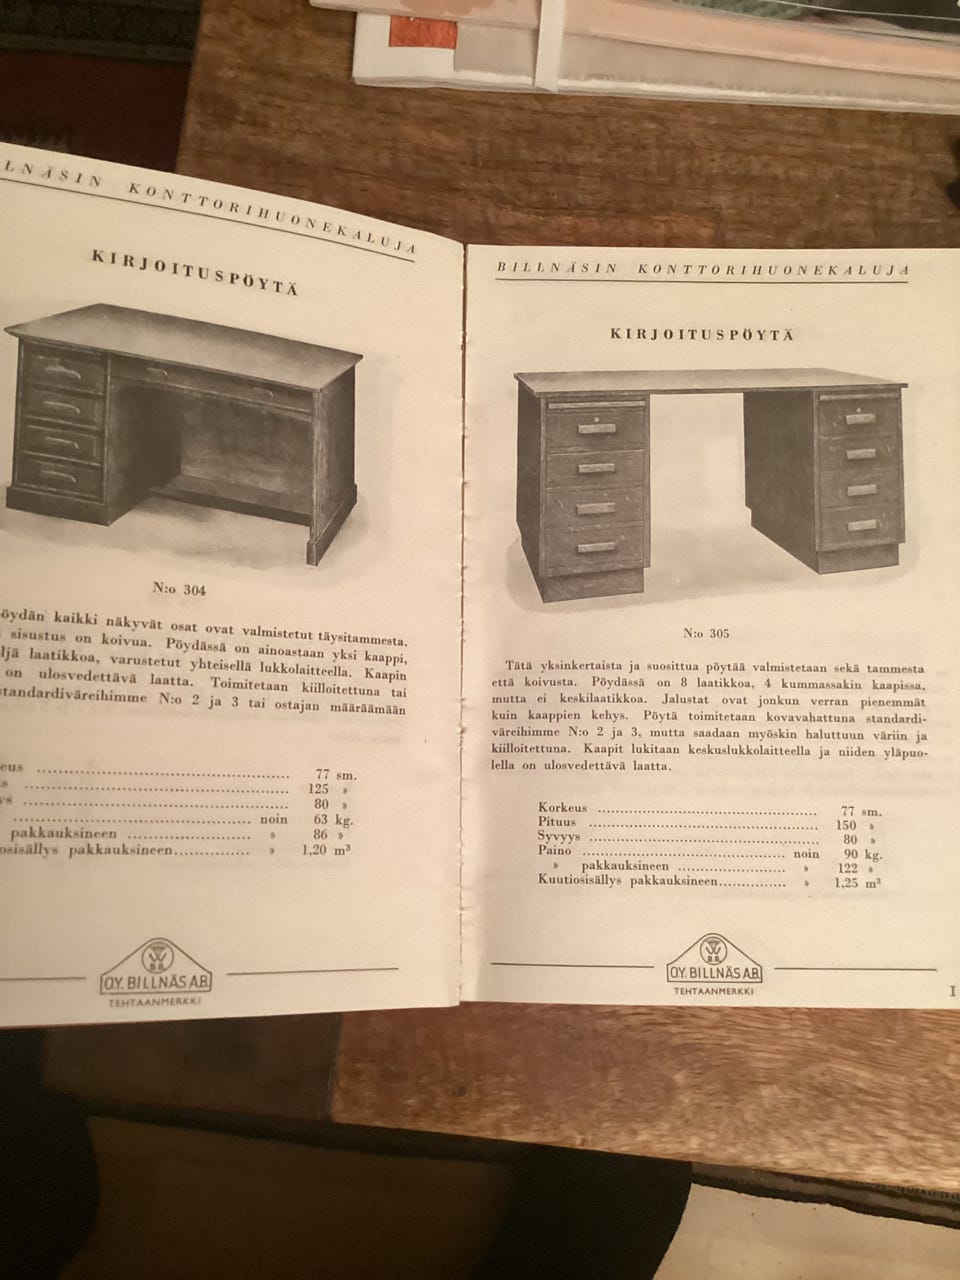 LNÄSIN KONTTORIHUONEKALUJA
KIRJOITUSPÖYTÄ
N:o 304
öydän kaikki näkyvät osat ovat valmistetut täysitammesta.
sisustus on koivua. Pöydässä on ainoastaan yksi kaappi,
ljä laatikkoa, varustetut yhteisellä lukkolaitteella. Kaapin
on ulosvedettävä laatta. Toimitetaan kiilloitettuna tai
tandardiväreihimme N:o 2 ja 3 tai ostajan määräämään
eus ........ 77 sm.
s ........ 125 »
ys ........ 80 »
........ noin 63 kg.
pakkauksineen ........ » 86 »
osisällys pakkauksineen ........ » 1,20 m³
OY. BILLNÄS AB.
TEHTAANMERKKI
BILLNÄSIN KONTTORIHUONEKALUJA
KIRJOITUSPÖYTÄ
N:o 305
Tätä yksinkertaista ja suosittua pöytää valmistetaan sekä tammesta
että koivusta. Pöydässä on 8 laatikkoa, 4 kummassakin kaapissa,
mutta ei keskilaatikkoa. Jalustat ovat jonkun verran pienemmät
kuin kaappien kehys. Pöytä toimitetaan kovavahattuna standardi-
väreihimme N:o 2 ja 3, mutta saadaan myöskin haluttuun väriin ja
kiilloitettuna. Kaapit lukitaan keskuslukkolaitteella ja niiden yläpuo-
lella on ulosvedettävä laatta.
Korkeus ........ 77 sm.
Pituus ........ 150 »
Syvyys ........ 80 »
Paino ........ noin 90 kg.
» pakkauksineen ........ » 122 »
Kuutiosisällys pakkauksineen ........ » 1,25 m³
OY. BILLNÄS AB.
TEHTAANMERKKI